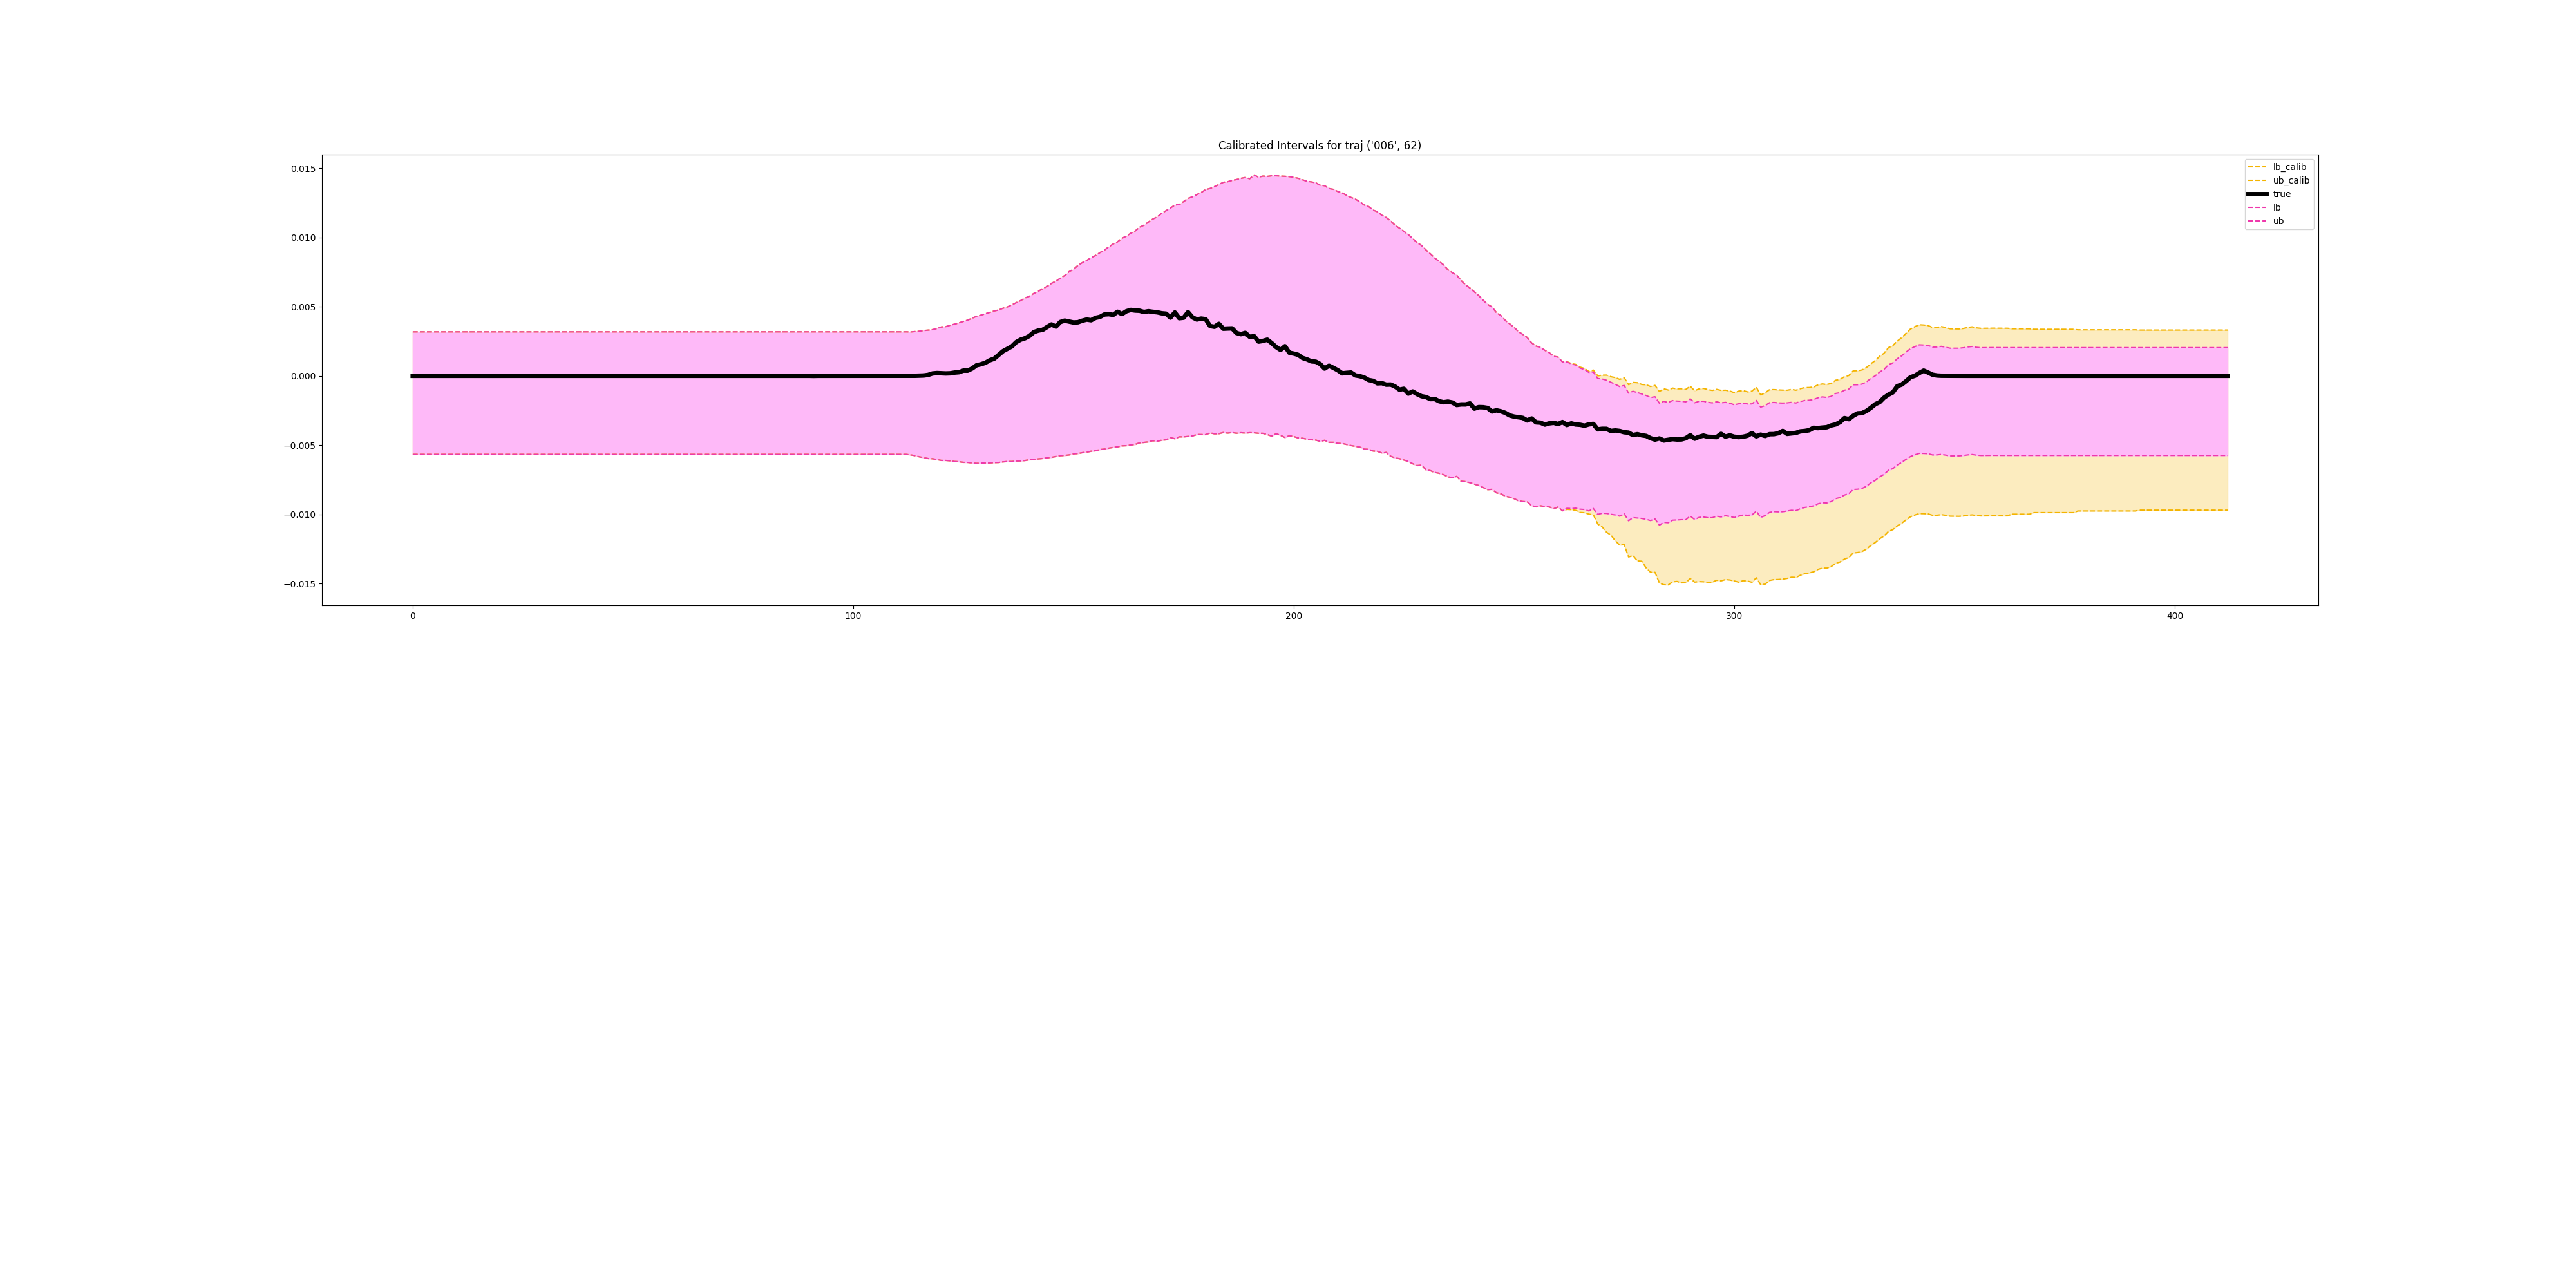 Calibrated Intervals for traj ('006', 62)
0.015
0.010
0.005
0.000
−0.005
−0.010
−0.015
0 100 200 300 400
lb_calib
ub_calib
true
lb
ub